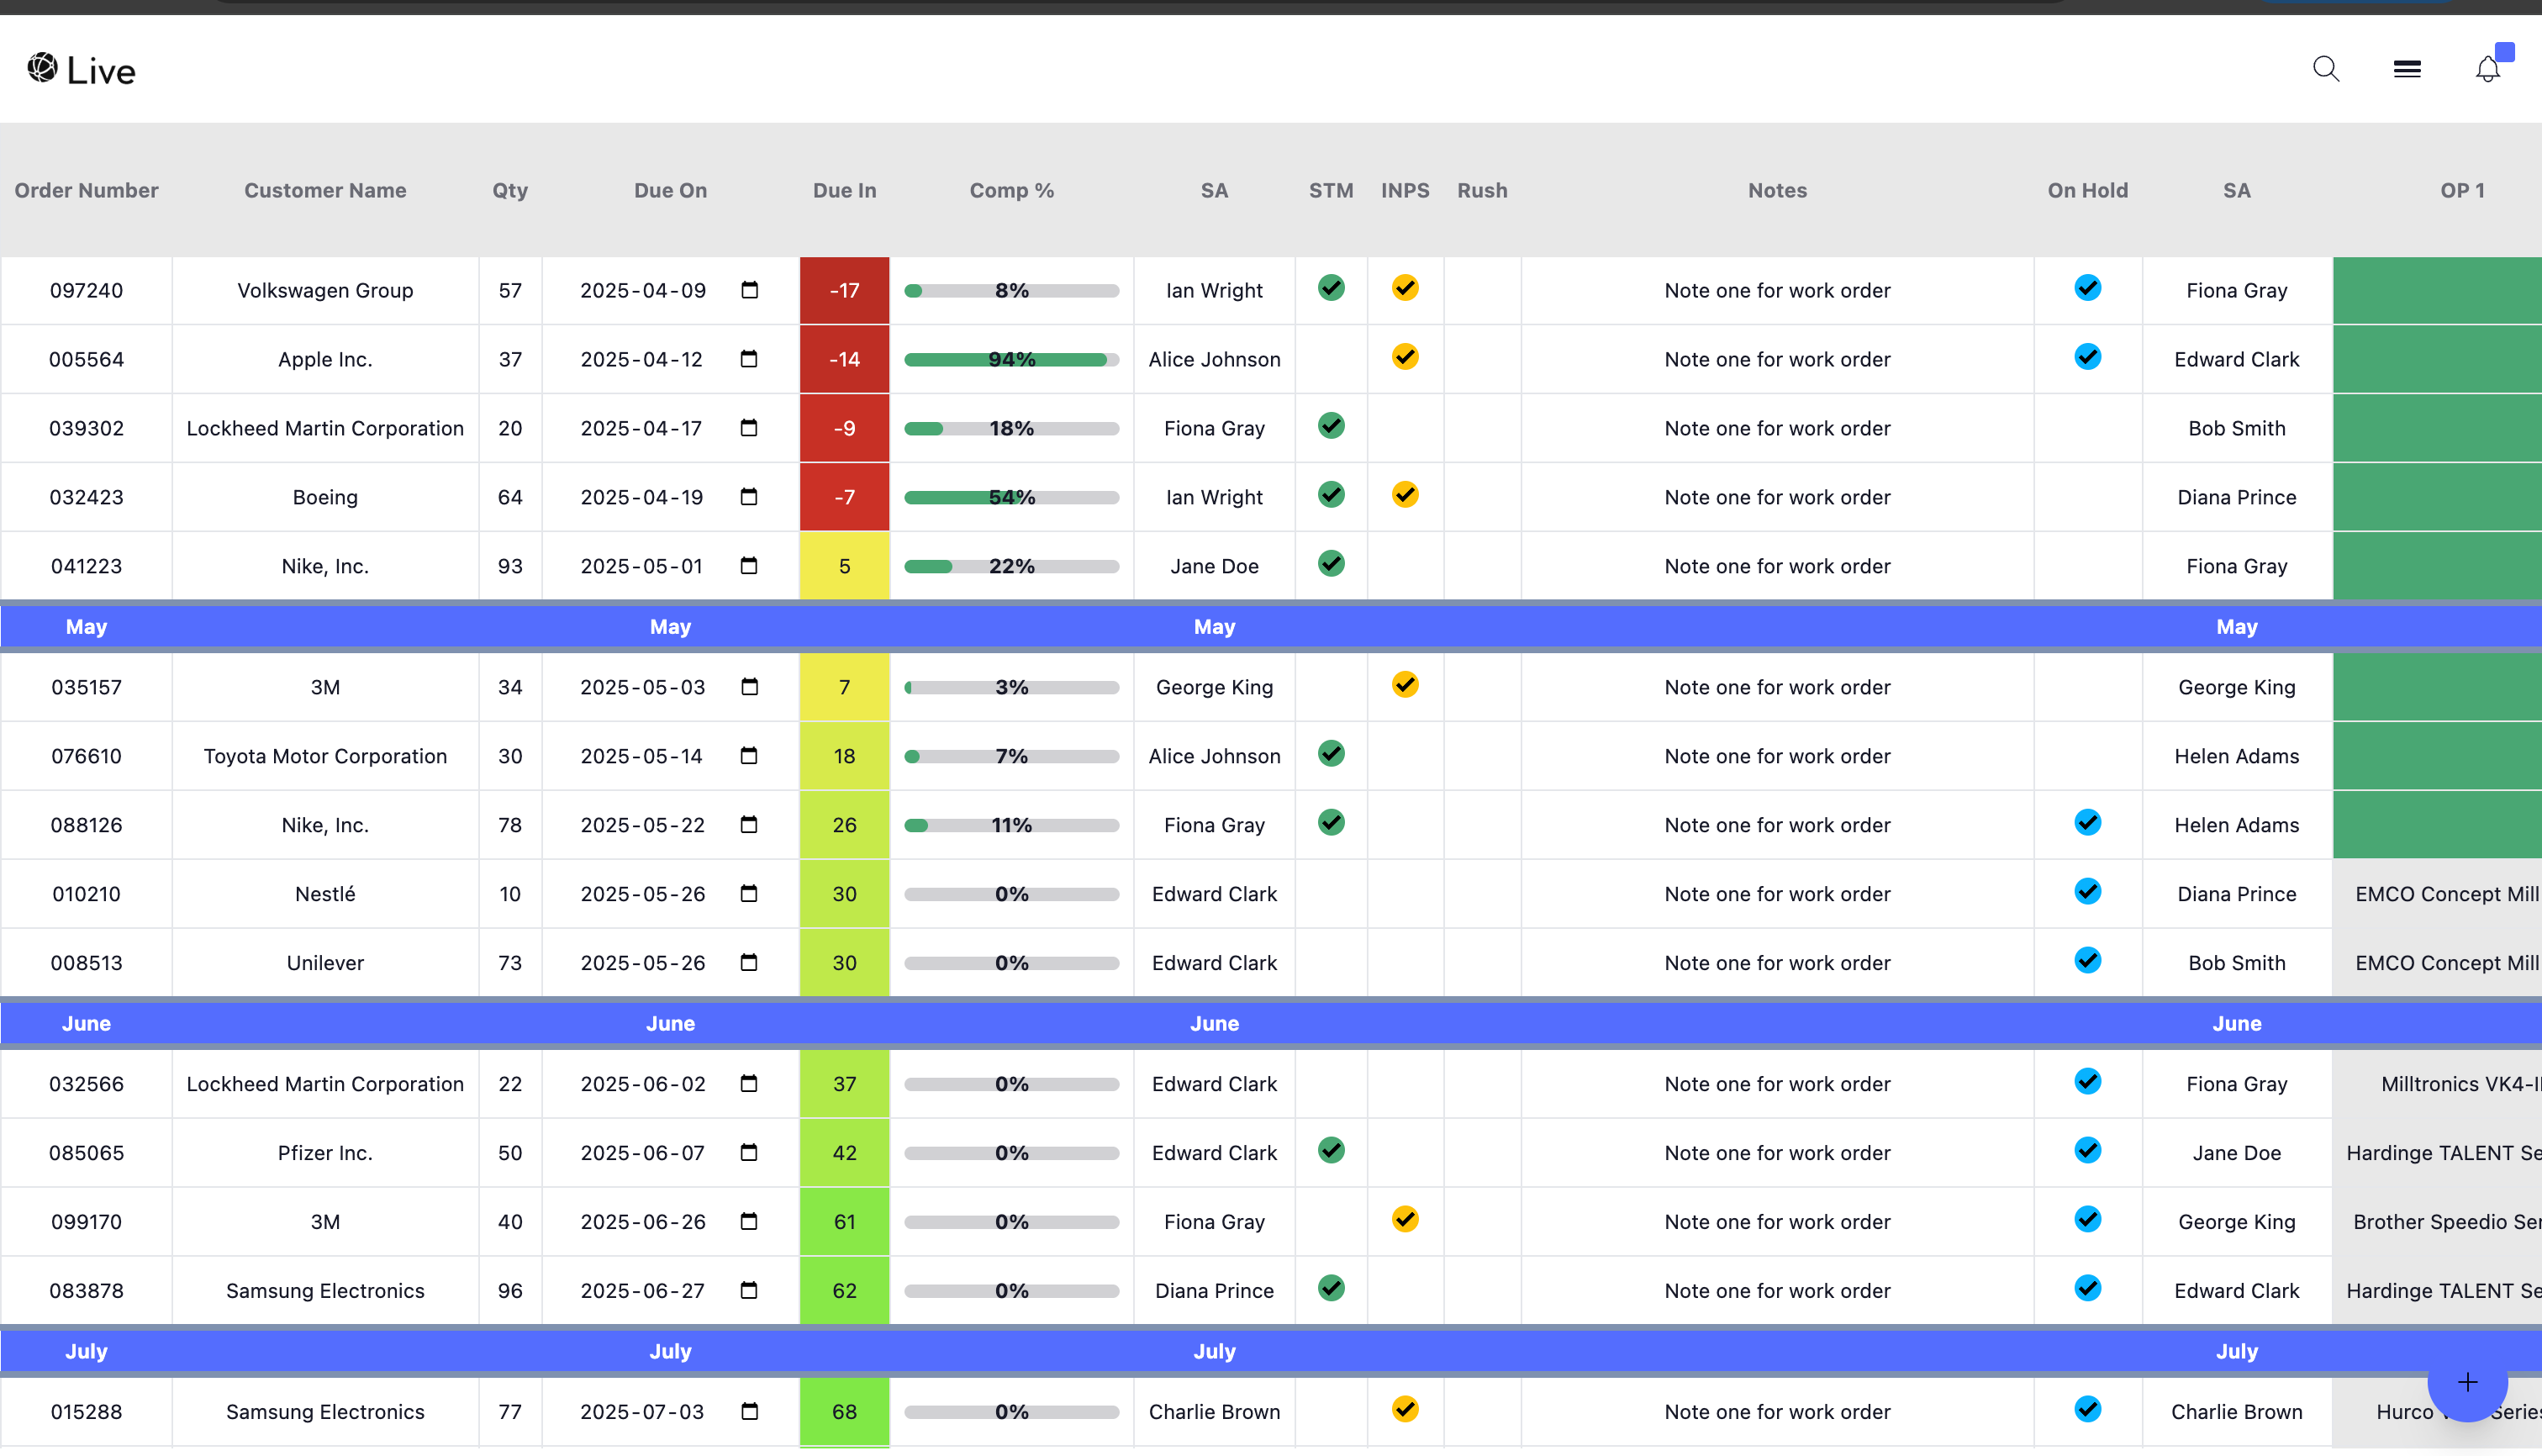 Live
Order Number Customer Name Qty Due On Due In Comp % SA STM INPS Rush Notes On Hold SA OP 1
097240 Volkswagen Group 57 2025-04-09 -17 8% Ian Wright Note one for work order Fiona Gray
005564 Apple Inc. 37 2025-04-12 -14 94% Alice Johnson Note one for work order Edward Clark
039302 Lockheed Martin Corporation 20 2025-04-17 -9 18% Fiona Gray Note one for work order Bob Smith
032423 Boeing 64 2025-04-19 -7 54% Ian Wright Note one for work order Diana Prince
041223 Nike, Inc. 93 2025-05-01 5 22% Jane Doe Note one for work order Fiona Gray
May May May May
035157 3M 34 2025-05-03 7 3% George King Note one for work order George King
076610 Toyota Motor Corporation 30 2025-05-14 18 7% Alice Johnson Note one for work order Helen Adams
088126 Nike, Inc. 78 2025-05-22 26 11% Fiona Gray Note one for work order Helen Adams
010210 Nestlé 10 2025-05-26 30 0% Edward Clark Note one for work order Diana Prince EMCO Concept Mill
008513 Unilever 73 2025-05-26 30 0% Edward Clark Note one for work order Bob Smith EMCO Concept Mill
June June June June
032566 Lockheed Martin Corporation 22 2025-06-02 37 0% Edward Clark Note one for work order Fiona Gray Milltronics
085065 Pfizer Inc. 50 2025-06-07 42 0% Edward Clark Note one for work order Jane Doe Hardinge TALENT
099170 3M 40 2025-06-26 61 0% Fiona Gray Note one for work order George King Brother Speedio
083878 Samsung Electronics 96 2025-06-27 62 0% Diana Prince Note one for work order Edward Clark Hardinge TALENT
July July July July
015288 Samsung Electronics 77 2025-07-03 68 0% Charlie Brown Note one for work order Charlie Brown Hurco